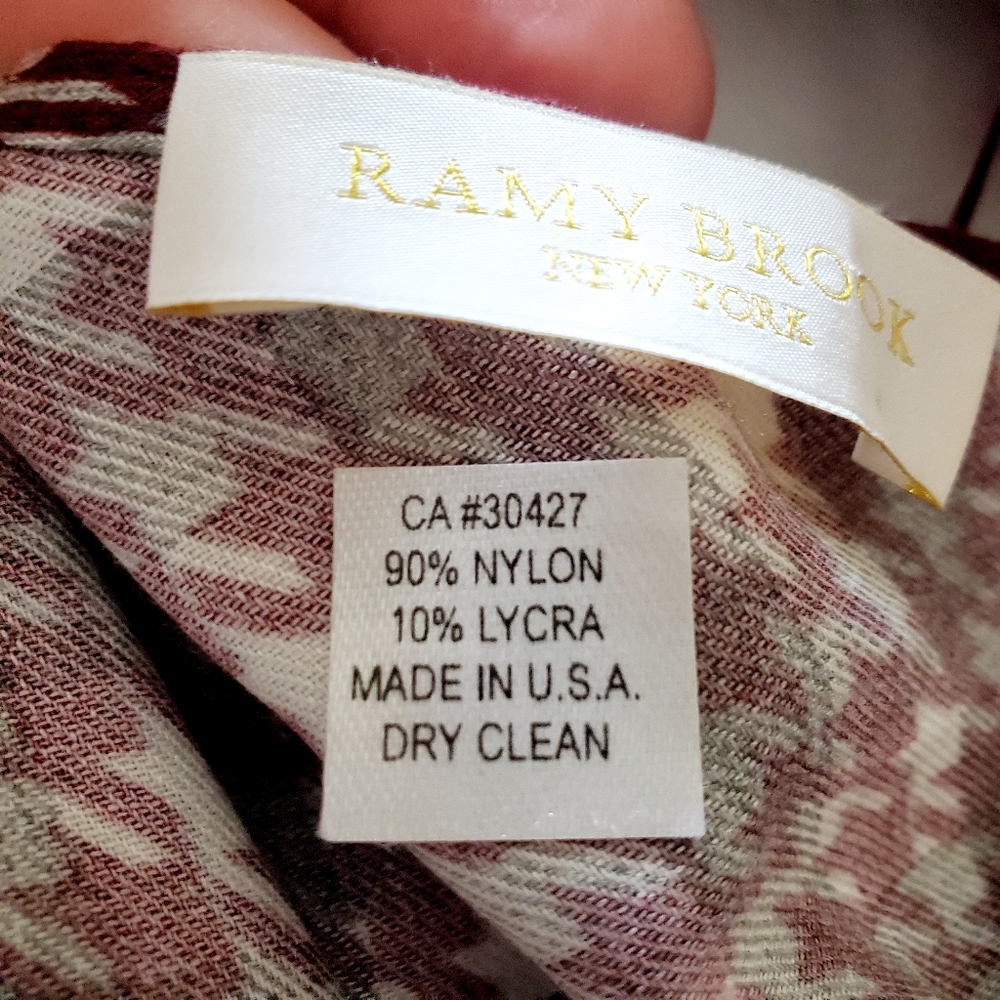 RAMY BROOK
NEW YORK
CA #30427
90% NYLON
10% LYCRA
MADE IN U.S.A.
DRY CLEAN